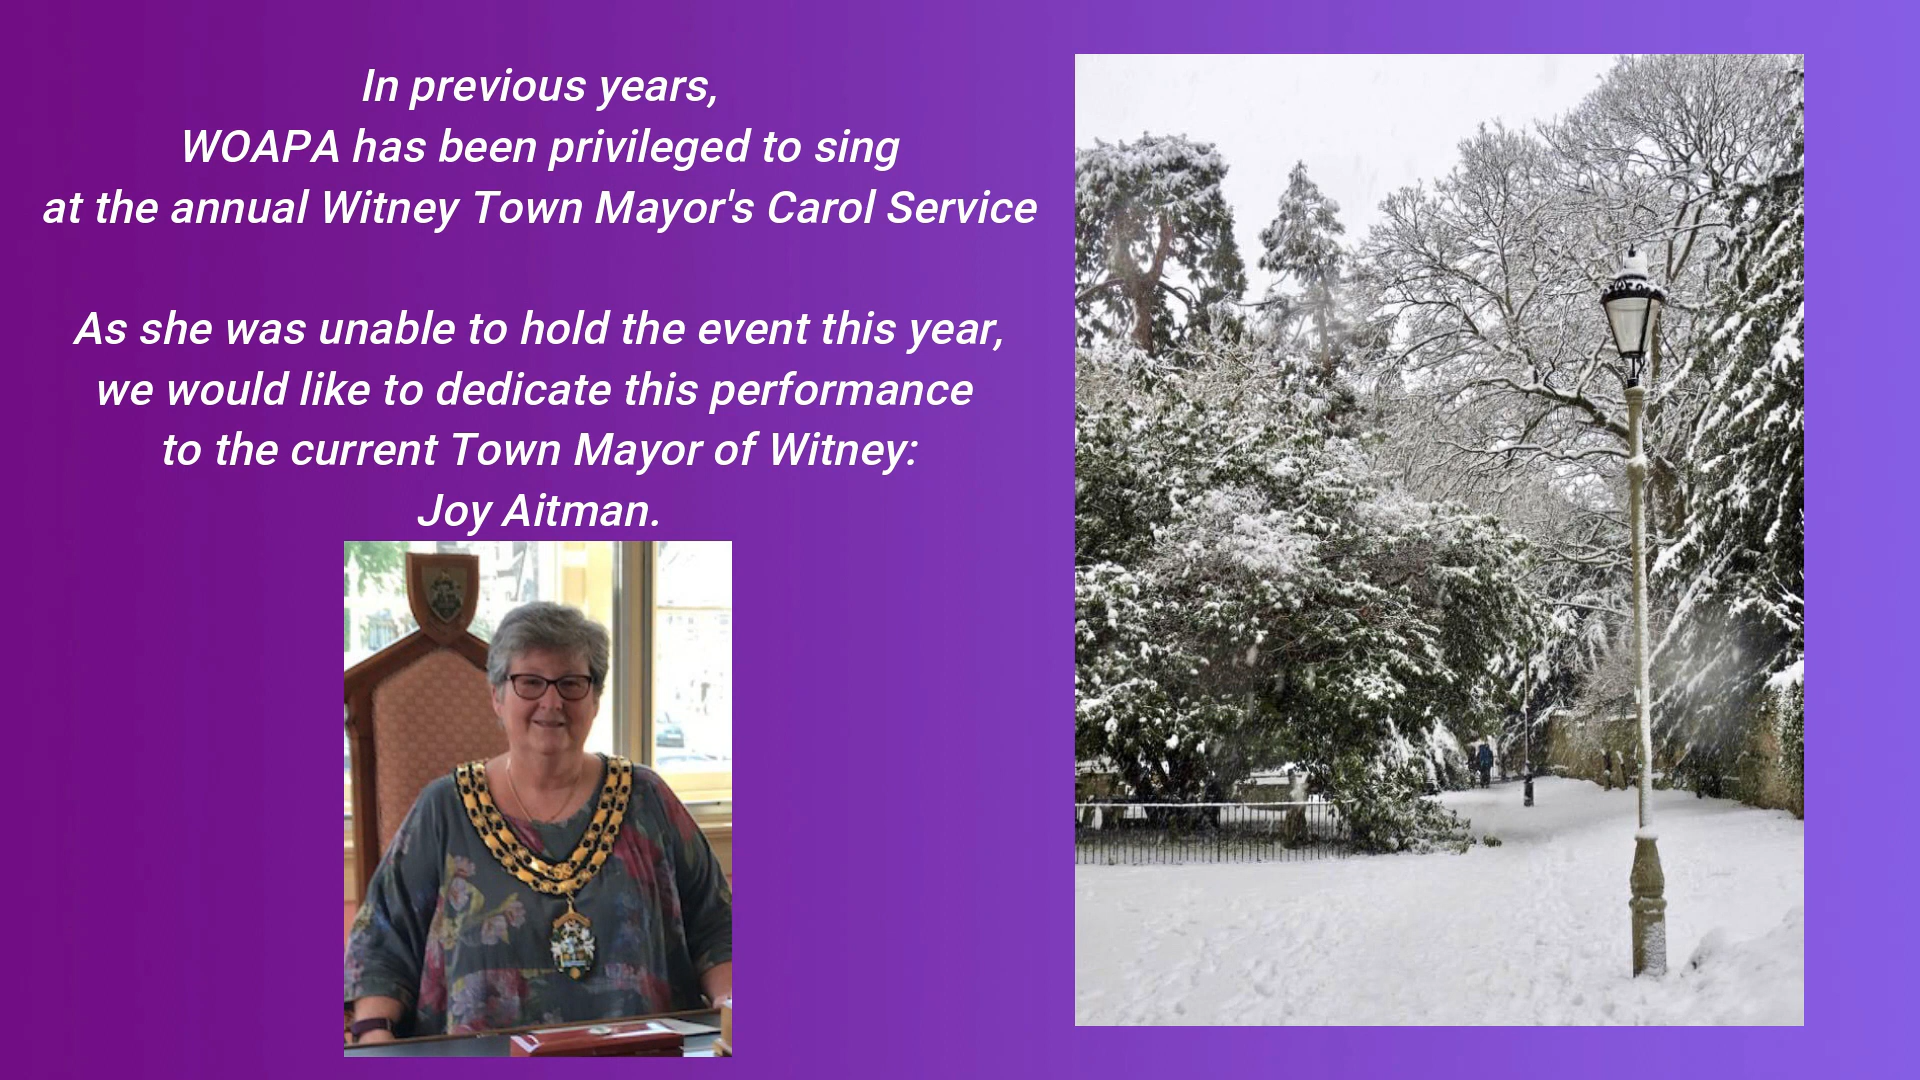 In previous years,
WOAPA has been privileged to sing
at the annual Witney Town Mayor's Carol Service
As she was unable to hold the event this year,
we would like to dedicate this performance
to the current Town Mayor of Witney:
Joy Aitman.